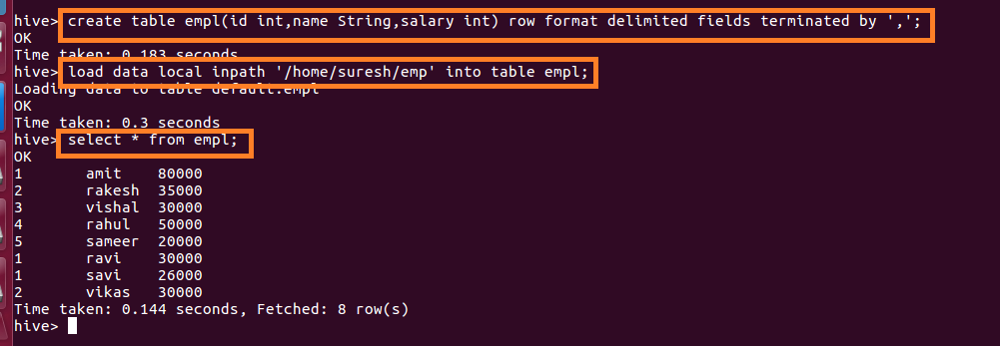 hive> create table empl(id int,name String,salary int) row format delimited fields terminated by ',';
OK
Time taken: 0.183 seconds
hive> load data local inpath '/home/suresh/emp' into table empl;
Loading data to table default.empl
OK
Time taken: 0.3 seconds
hive> select * from empl;
OK
1	amit	80000
2	rakesh	35000
3	vishal	30000
4	rahul	50000
5	sameer	20000
1	ravi	30000
1	savi	26000
2	vikas	30000
Time taken: 0.144 seconds, Fetched: 8 row(s)
hive>